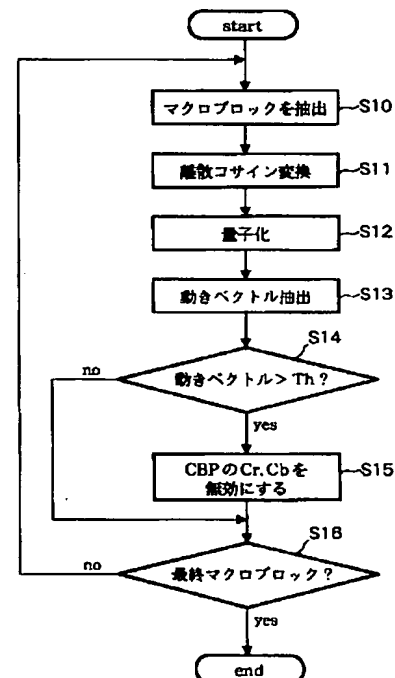 start
マクロブロックを抽出
S10
離散コサイン変換
S11
量子化
S12
動きベクトル抽出
S13
S14
動きベクトル＞Th？
no
yes
CBPのCr,Cbを
無効にする
S15
S16
最終マクロブロック？
no
yes
end